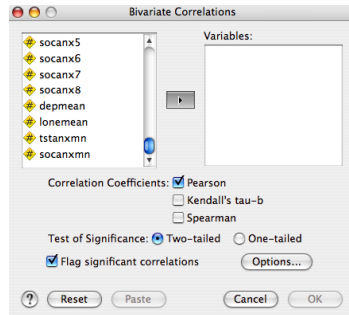 Bivariate Correlations
Variables:
socanx5
socanx6
socanx7
socanx8
depmean
lonemean
tstanxmn
socanxmn
Correlation Coefficients: Pearson
Kendall's tau-b
Spearman
Test of Significance: Two-tailed One-tailed
Flag significant correlations Options...
? Reset Paste Cancel OK